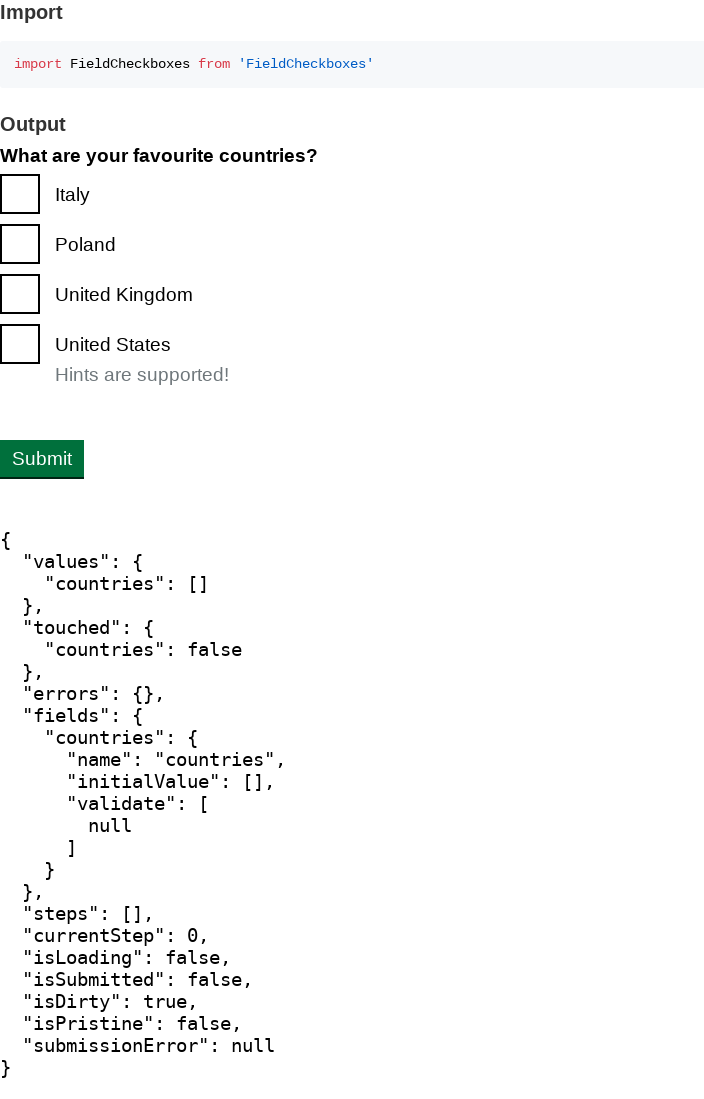 Import
import FieldCheckboxes from 'FieldCheckboxes'
Output
What are your favourite countries?
Italy
Poland
United Kingdom
United States
Hints are supported!
Submit
{
  "values": {
    "countries": []
  },
  "touched": {
    "countries": false
  },
  "errors": {},
  "fields": {
    "countries": {
      "name": "countries",
      "initialValue": [],
      "validate": [
        null
      ]
    }
  },
  "steps": [],
  "currentStep": 0,
  "isLoading": false,
  "isSubmitted": false,
  "isDirty": true,
  "isPristine": false,
  "submissionError": null
}